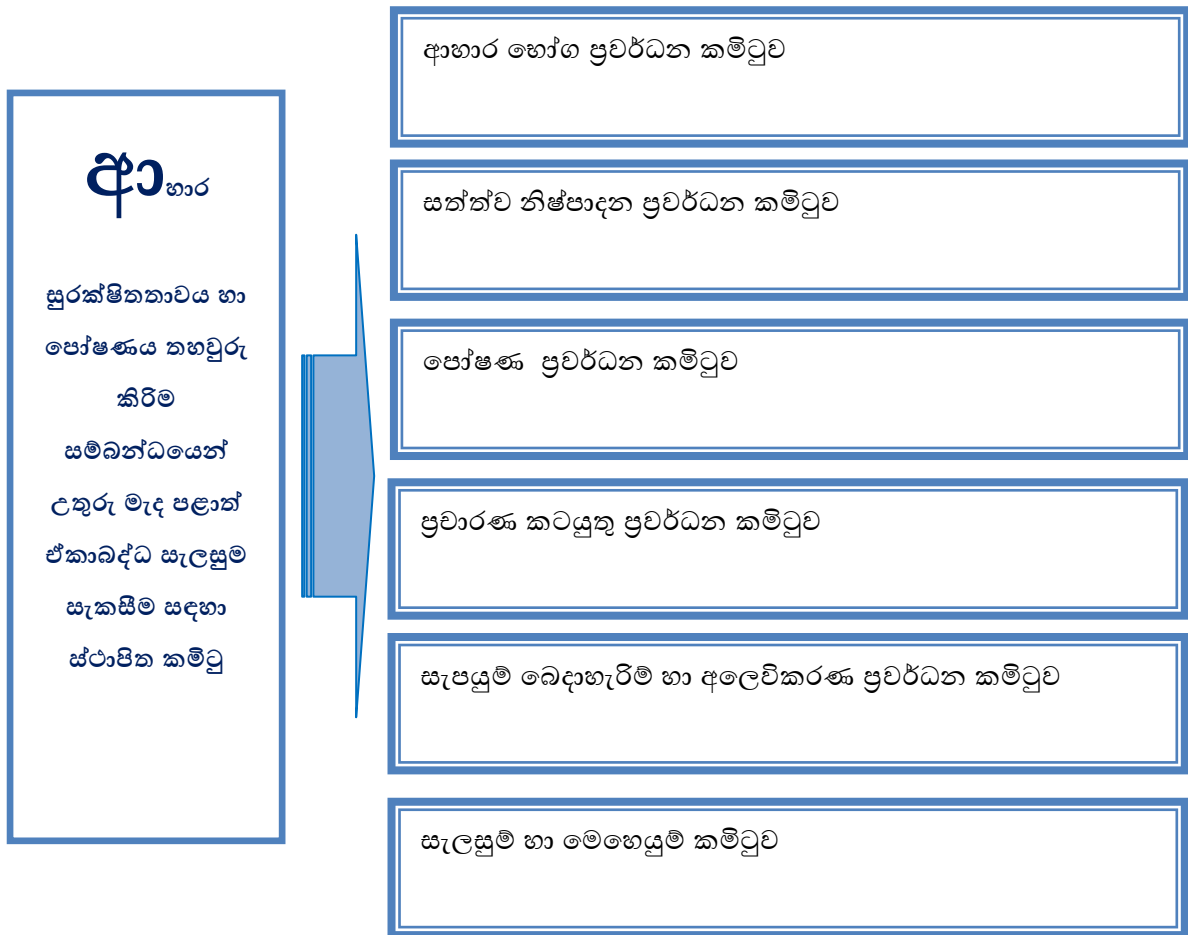 ආහාර
සුරක්ෂිතතාවය හා
පෝෂණය තහවුරු
කිරිම
සම්බන්ධයෙන්
උතුරු මැද පළාත්
ඒකාබද්ධ සැලසුම
සැකසීම සඳහා
ස්ථාපිත කමිටු
ආහාර භෝග ප්‍රවර්ධන කමිටුව
සත්ත්ව නිෂ්පාදන ප්‍රවර්ධන කමිටුව
පෝෂණ  ප්‍රවර්ධන කමිටුව
ප්‍රචාරණ කටයුතු ප්‍රවර්ධන කමිටුව
සැපයුම් බෙදාහැරිම් හා අලෙවිකරණ ප්‍රවර්ධන කමිටුව
සැලසුම් හා මෙහෙයුම් කමිටුව